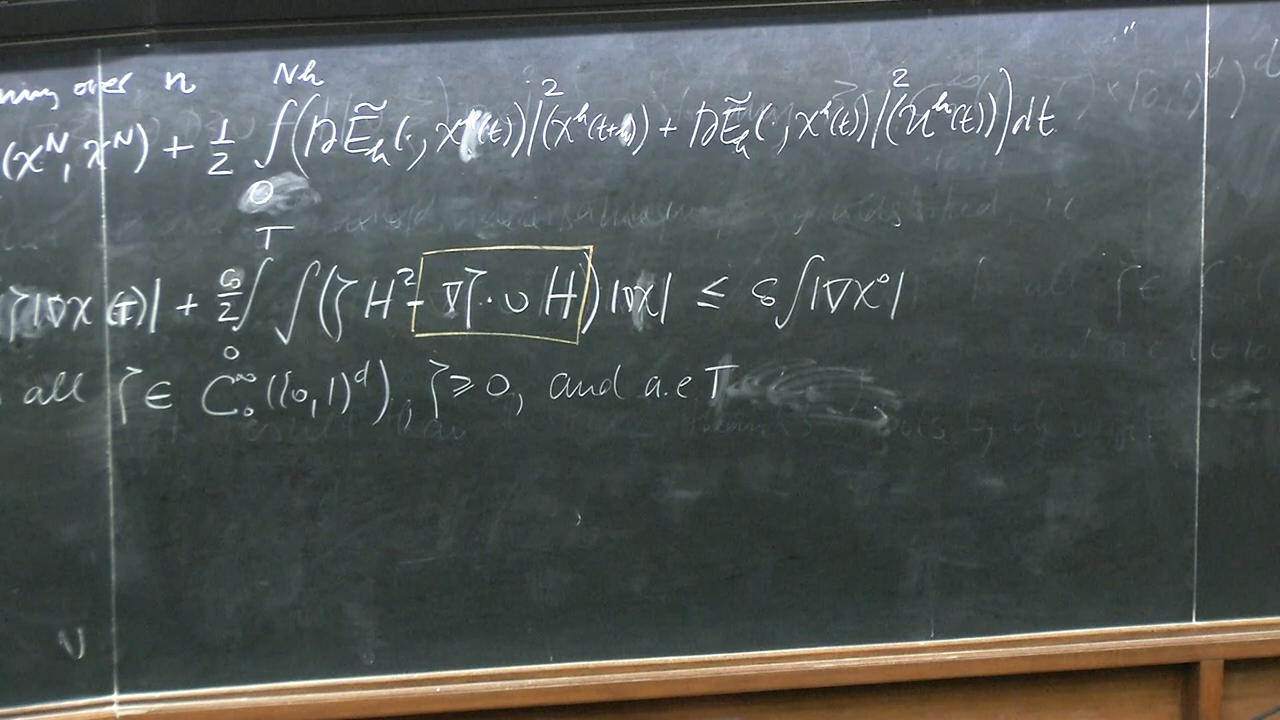 over n
(χ^N, χ^N) + 1/2 ∫_0^{Nh} (|∂Ẽ_h(·, χ^h(t))|^2 (χ^h(t+h)) + |∂Ẽ_h(·, χ^h(t))|^2 (u^h(t))) dt
ζ|∇χ(T)| + σ/2 ∫_0^T ∫ (ζ H^2 - ∇ζ · ν H) |∇χ| ≤ σ ∫ |∇χ^0|
all ζ ∈ C_0^∞((0,1)^d), ζ ≥ 0, and a.e T